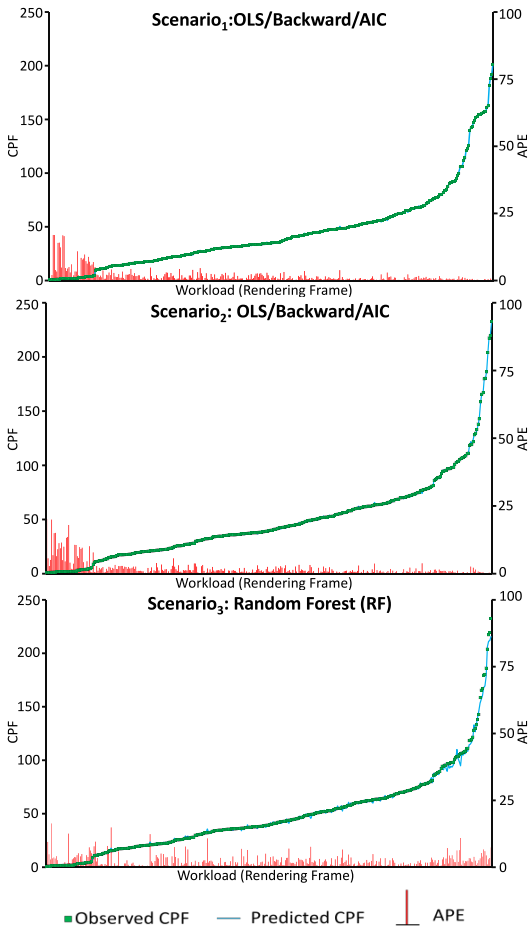 Scenario1:OLS/Backward/AIC
250
200
150
100
50
0
CPF
100
75
50
25
0
APE
Workload (Rendering Frame)
Scenario2: OLS/Backward/AIC
250
200
150
100
50
0
CPF
100
75
50
25
0
APE
Workload (Rendering Frame)
Scenario3: Random Forest (RF)
250
200
150
100
50
0
CPF
100
75
50
25
0
APE
Workload (Rendering Frame)
Observed CPF Predicted CPF APE